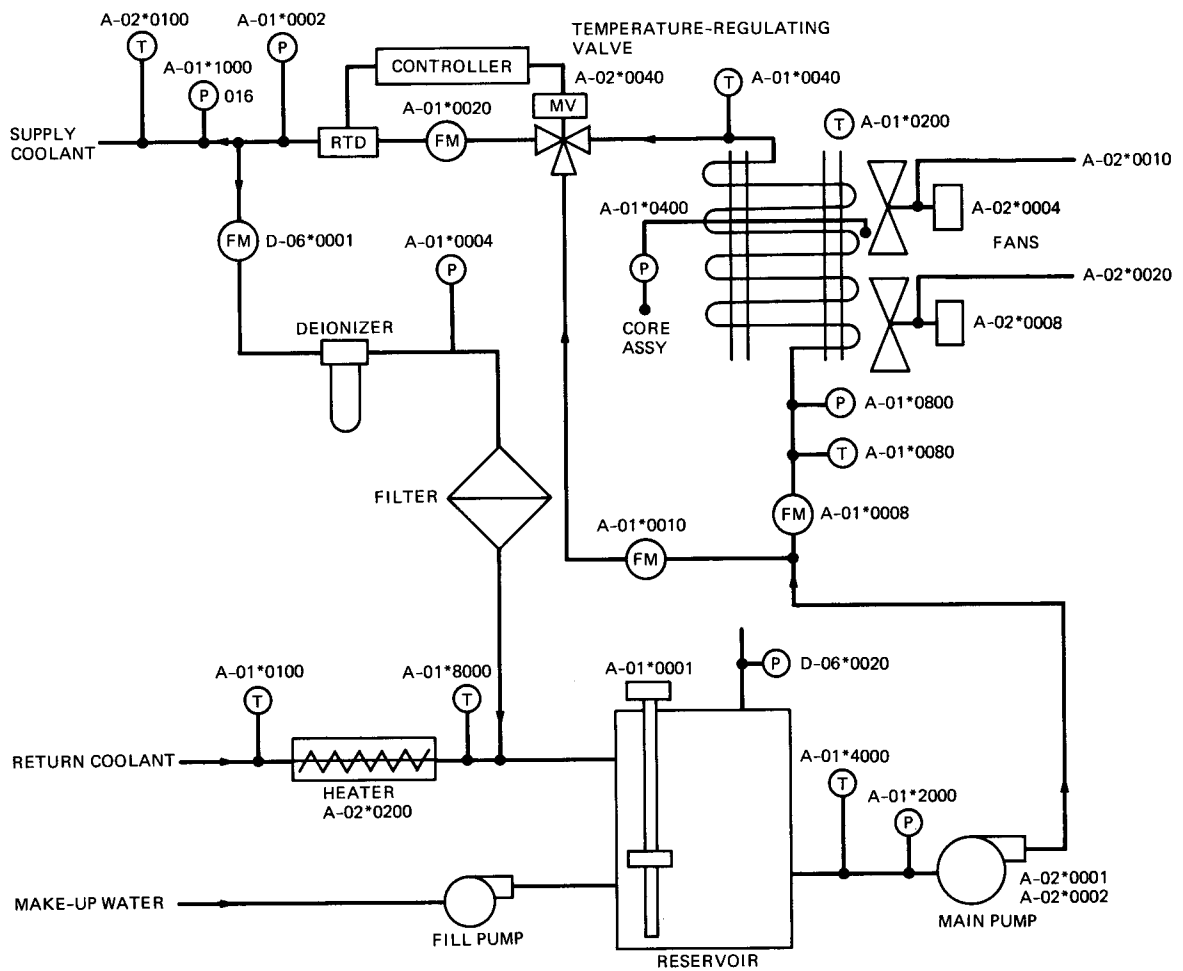 A-02*0100
A-01*0002
TEMPERATURE-REGULATING
VALVE
T
P
A-01*1000
CONTROLLER
A-02*0040
T
A-01*0040
P
016
A-01*0020
MV
SUPPLY
COOLANT
RTD
FM
T
A-01*0200
A-02*0010
A-01*0400
A-02*0004
FM
D-06*0001
A-01*0004
FANS
P
P
A-02*0020
DEIONIZER
CORE
ASSY
A-02*0008
P
A-01*0800
T
A-01*0080
FILTER
FM
A-01*0008
A-01*0010
FM
A-01*0100
A-01*8000
A-01*0001
P
D-06*0020
T
T
RETURN COOLANT
A-01*4000
T
HEATER
A-02*0200
A-01*2000
P
MAKE-UP WATER
A-02*0001
A-02*0002
FILL PUMP
MAIN PUMP
RESERVOIR